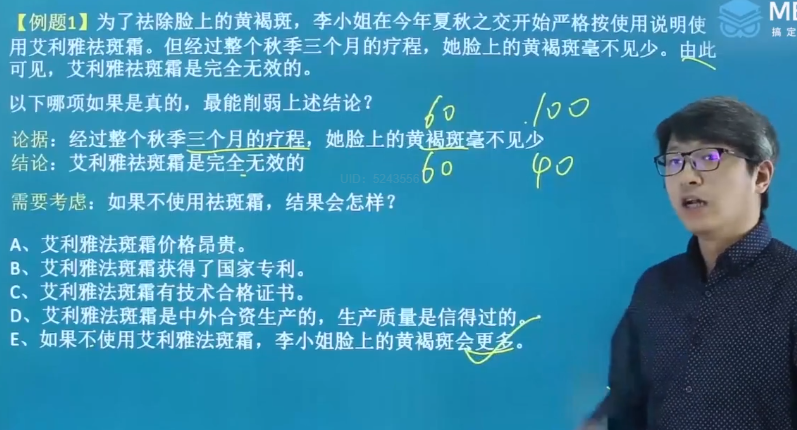 【例题1】为了祛除脸上的黄褐斑，李小姐在今年夏秋之交开始严格按使用说明使
用艾利雅祛斑霜。但经过整个秋季三个月的疗程，她脸上的黄褐斑毫不见少。由此
可见，艾利雅祛斑霜是完全无效的。
搞定
以下哪项如果是真的，最能削弱上述结论？
60 100
论据：经过整个秋季三个月的疗程，她脸上的黄褐斑毫不见少
结论：艾利雅祛斑霜是完全无效的
60 40
需要考虑：如果不使用祛斑霜，结果会怎样？
A、艾利雅法斑霜价格昂贵。
B、艾利雅法斑霜获得了国家专利。
C、艾利雅法斑霜有技术合格证书。
D、艾利雅法斑霜是中外合资生产的，生产质量是信得过的。
E、如果不使用艾利雅法斑霜，李小姐脸上的黄褐斑会更多。